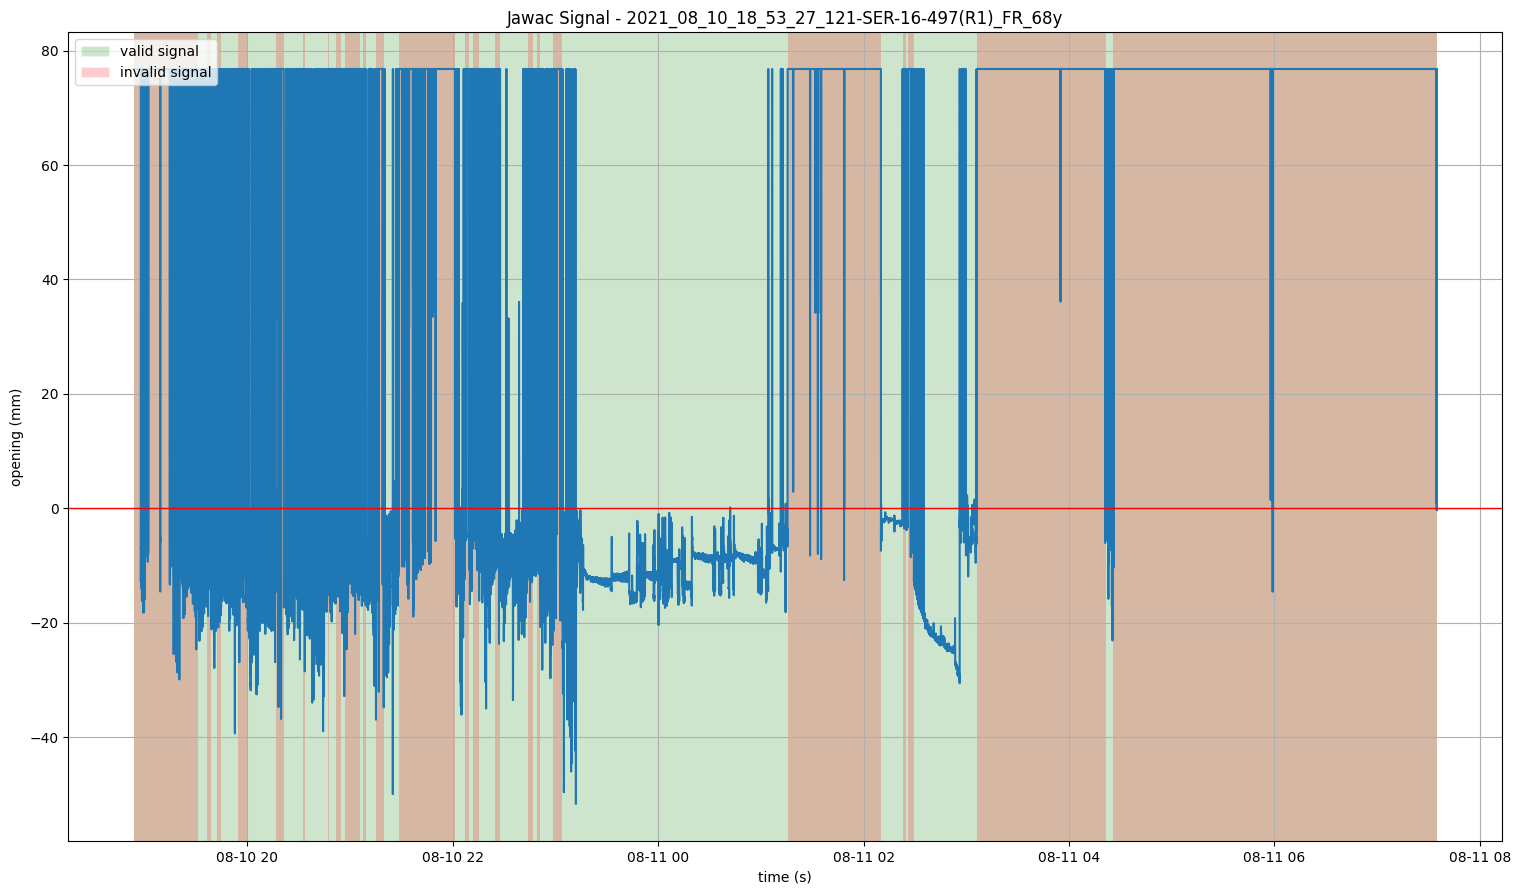 Jawac Signal - 2021_08_10_18_53_27_121-SER-16-497(R1)_FR_68y
valid signal
invalid signal
80
60
40
20
0
−20
−40
opening (mm)
08-10 20
08-10 22
08-11 00
08-11 02
08-11 04
08-11 06
08-11 08
time (s)